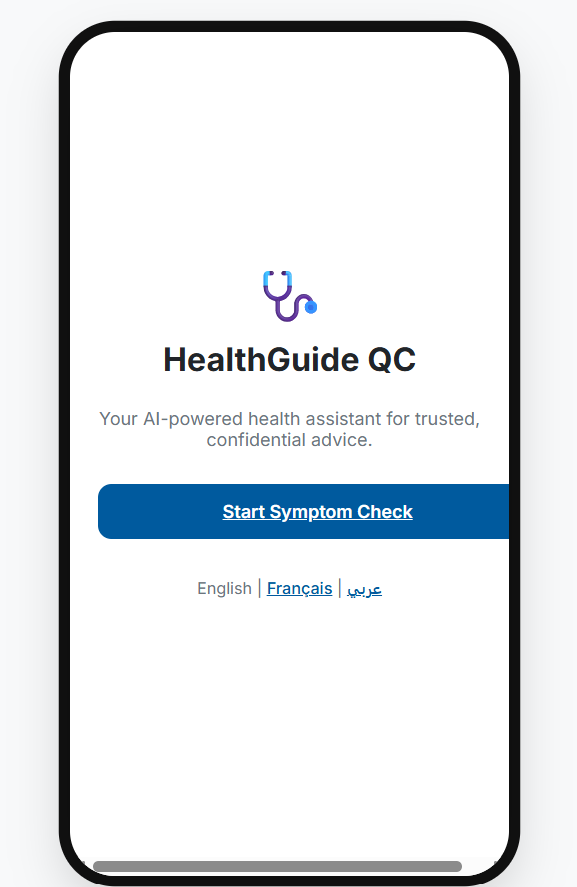 HealthGuide QC
Your AI-powered health assistant for trusted,
confidential advice.
Start Symptom Check
English | Français | عربي